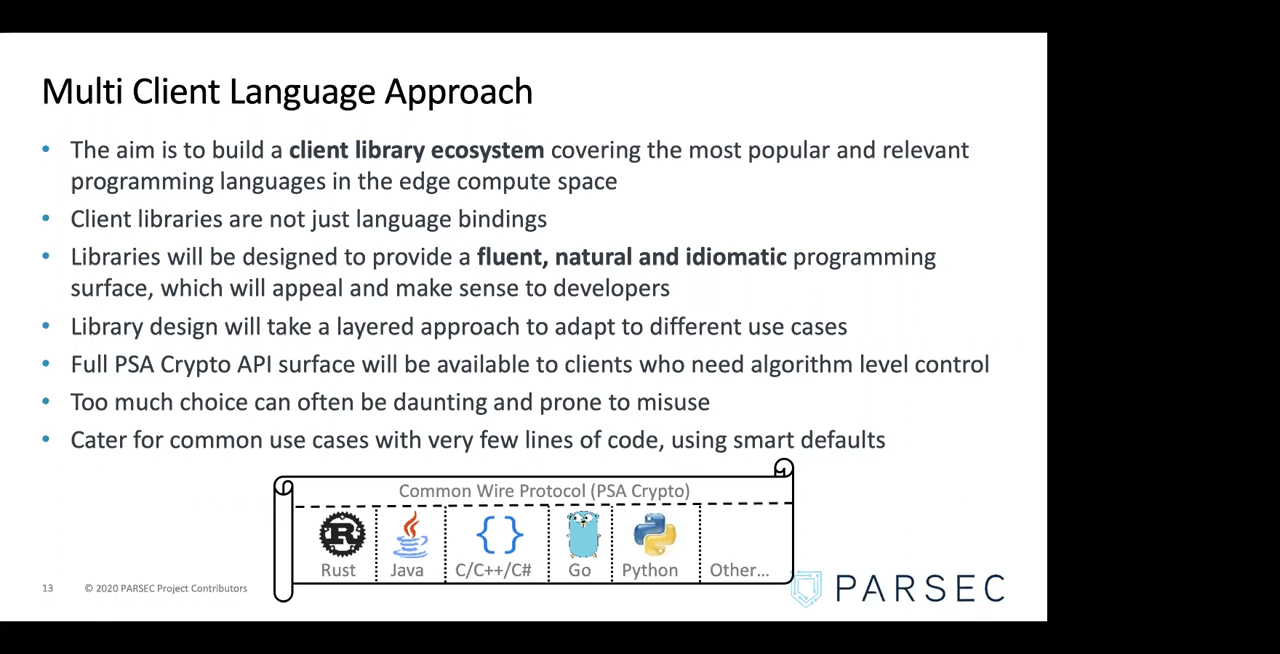 Multi Client Language Approach
• The aim is to build a client library ecosystem covering the most popular and relevant
programming languages in the edge compute space
• Client libraries are not just language bindings
• Libraries will be designed to provide a fluent, natural and idiomatic programming
surface, which will appeal and make sense to developers
• Library design will take a layered approach to adapt to different use cases
• Full PSA Crypto API surface will be available to clients who need algorithm level control
• Too much choice can often be daunting and prone to misuse
• Cater for common use cases with very few lines of code, using smart defaults
Common Wire Protocol (PSA Crypto)
R
{}
Rust Java C/C++/C# Go Python Other...
13 © 2020 PARSEC Project Contributors
PARSEC